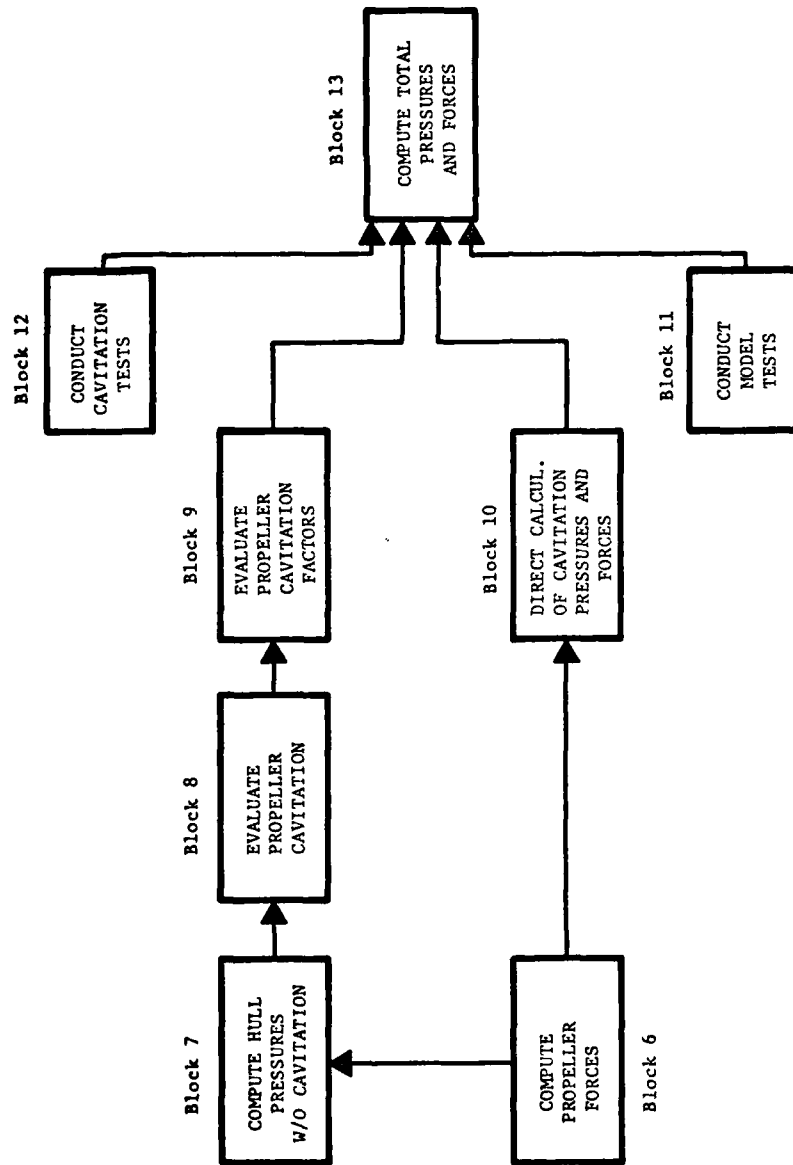 Block 12
CONDUCT
CAVITATION
TESTS
Block 13
COMPUTE TOTAL
PRESSURES
AND FORCES
Block 7
COMPUTE HULL
PRESSURES
W/O CAVITATION
Block 8
EVALUATE
PROPELLER
CAVITATION
Block 9
EVALUATE
PROPELLER
CAVITATION
FACTORS
Block 6
COMPUTE
PROPELLER
FORCES
Block 10
DIRECT CALCUL.
OF CAVITATION
PRESSURES AND
FORCES
Block 11
CONDUCT
MODEL
TESTS